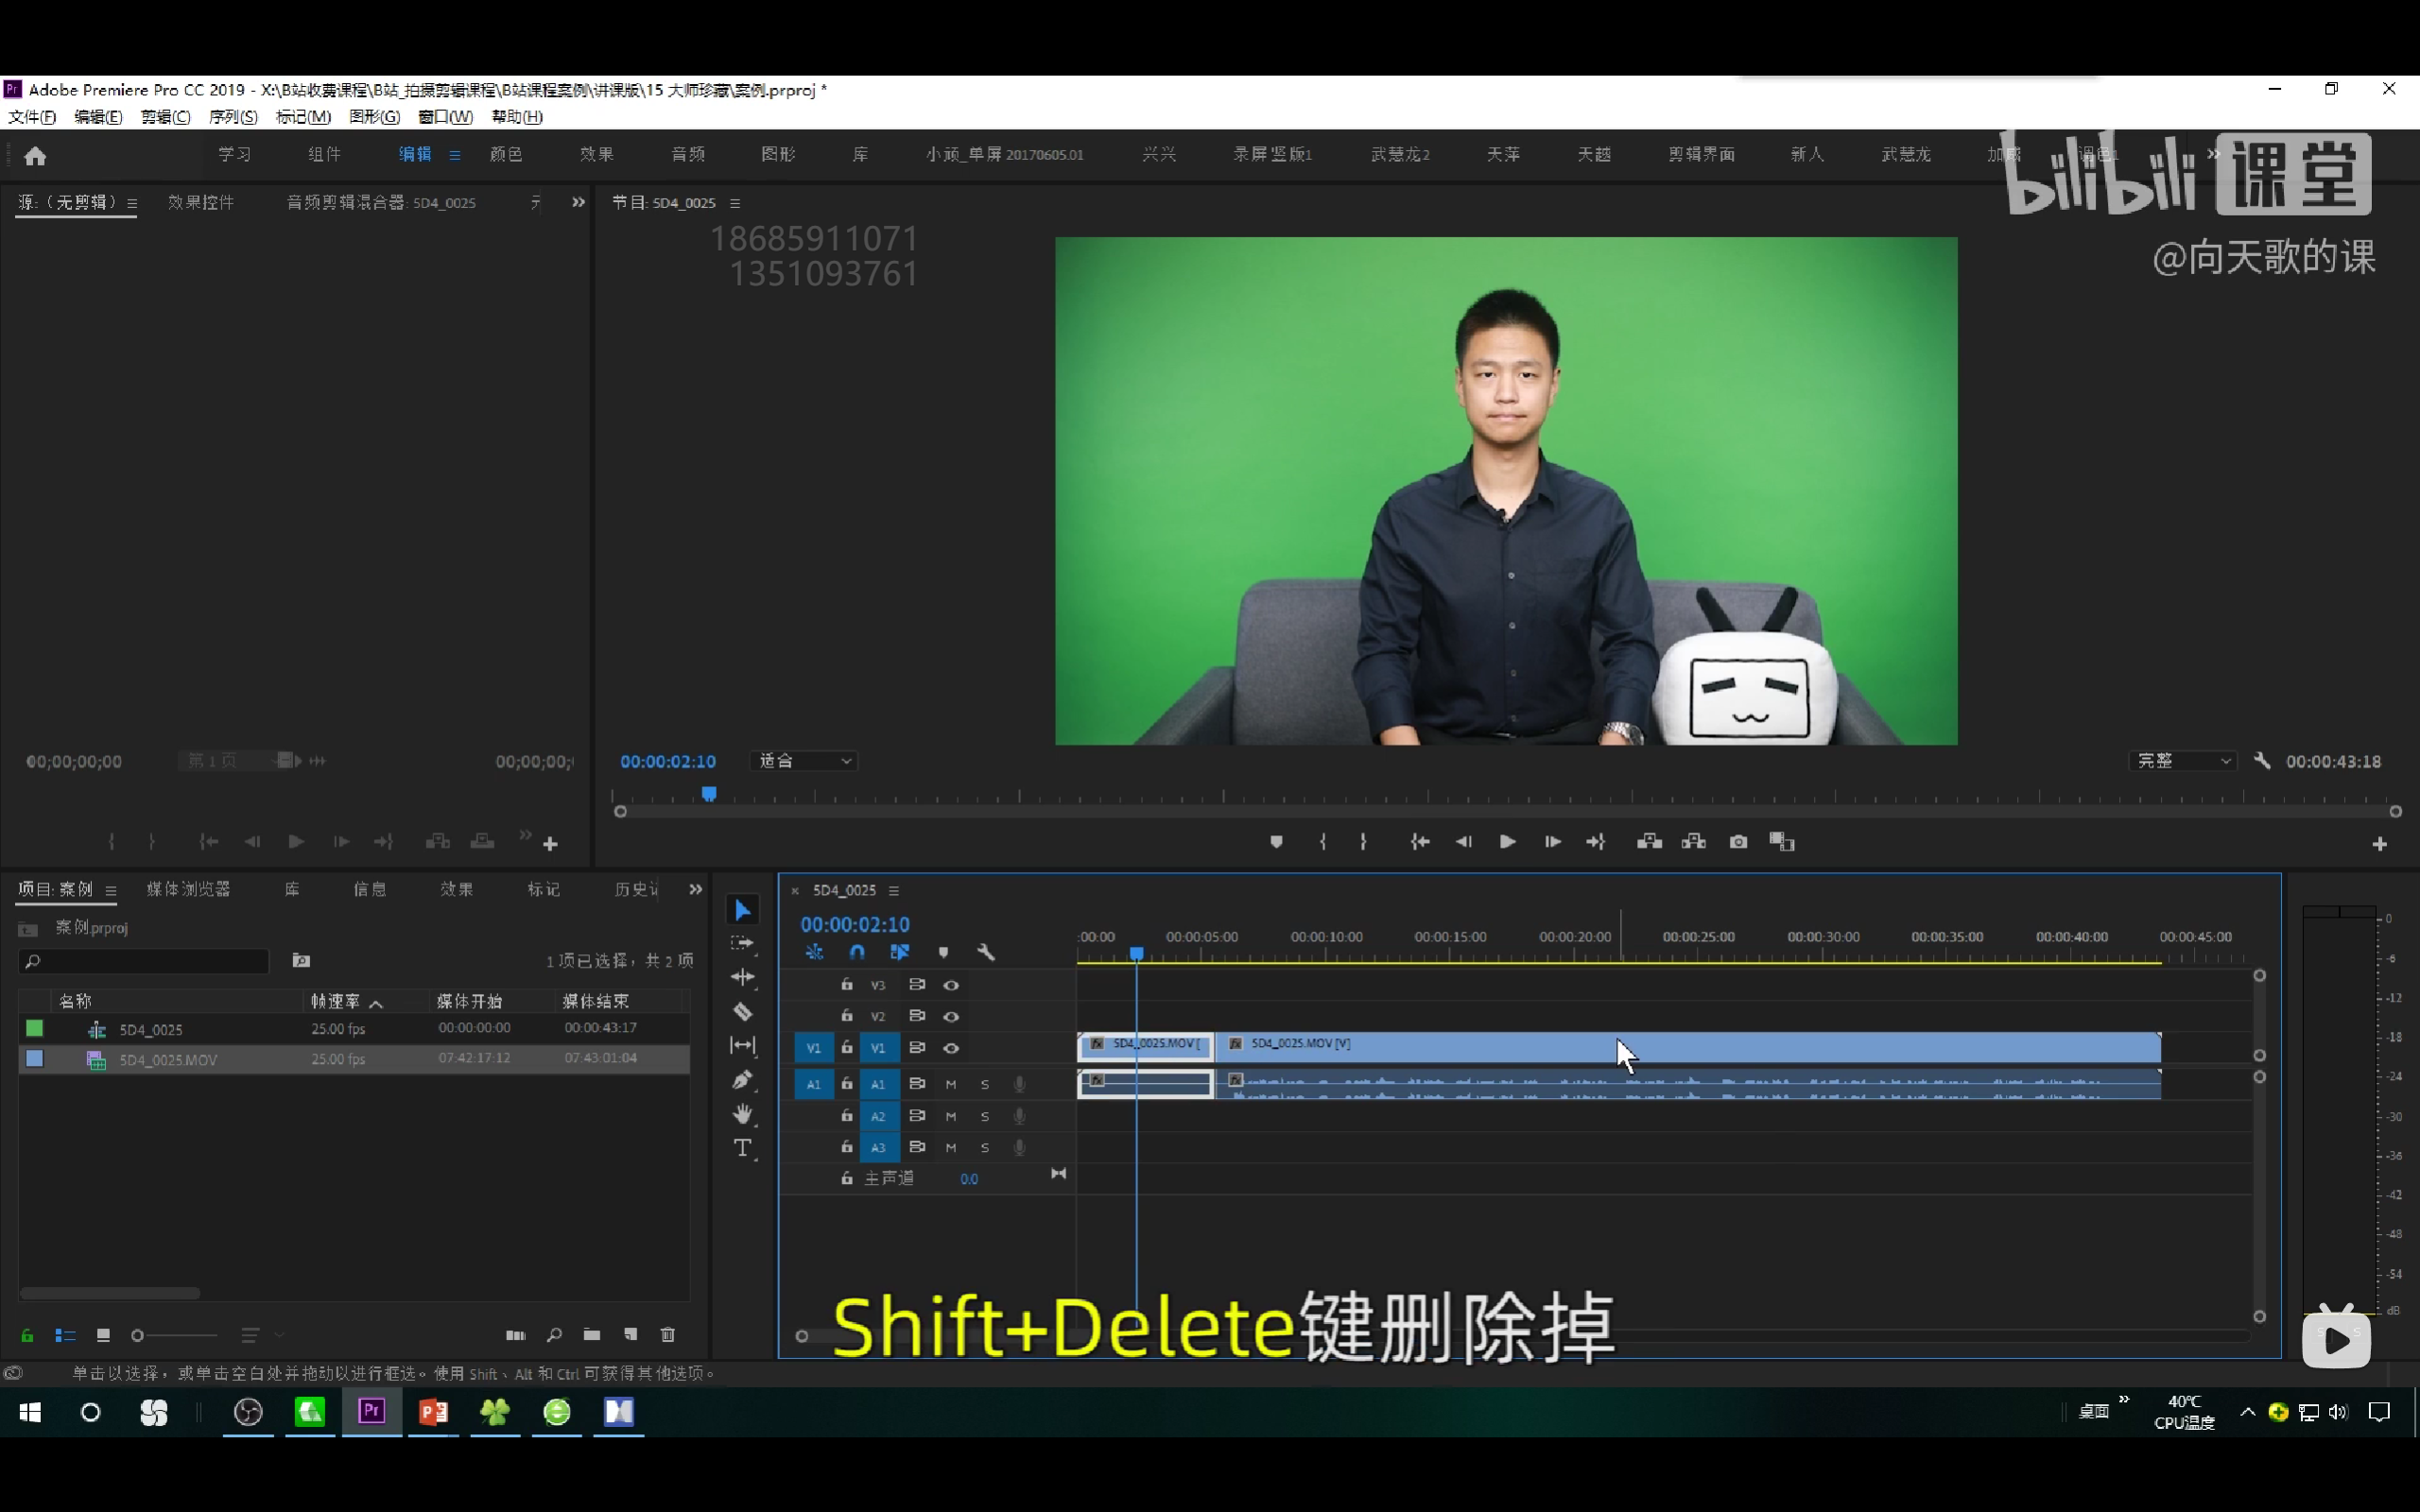 Adobe Premiere Pro CC 2019 - X:\B站收费课程\B站_拍摄剪辑课程\B站课程案例\讲课版\15 大师珍藏\案例.prproj *
文件(F) 编辑(E) 剪辑(C) 序列(S) 标记(M) 图形(G) 窗口(W) 帮助(H)
学习 组件 编辑 颜色 效果 音频 图形 库 小顽_单屏20170605.01 兴兴 录屏竖版1 武慧龙2 天萍 天越 剪辑界面 新人 武慧龙 加威 调色1
bilibili 课堂
@向天歌的课
源:（无剪辑） 效果控件 音频剪辑混合器: 5D4_0025
节目: 5D4_0025
18685911071
1351093761
00;00;00;00 第1页 00;00;00;
00:00:02:10 适合 完整 00:00:43:18
项目: 案例 媒体浏览器 库 信息 效果 标记 历史
案例.prproj
1项已选择，共2项
名称 帧速率 媒体开始 媒体结束
5D4_0025 25.00 fps 00:00:00:00 00:00:43:17
5D4_0025.MOV 25.00 fps 07:42:17:12 07:43:01:04
× 5D4_0025
00:00:02:10
:00:00 00:00:05:00 00:00:10:00 00:00:15:00 00:00:20:00 00:00:25:00 00:00:30:00 00:00:35:00 00:00:40:00 00:00:45:00
V3
V2
V1 V1 fx 5D4_0025.MOV [ fx 5D4_0025.MOV [V]
A1 A1 M S
A2 M S
A3 M S
主声道 0.0
0
-6
-12
-18
-24
-30
-36
-42
-48
-54
dB
Shift+Delete键删除掉
单击以选择，或单击空白处并拖动以进行框选。使用 Shift、Alt 和 Ctrl 可获得其他选项。
Pr P 桌面 40℃
CPU温度